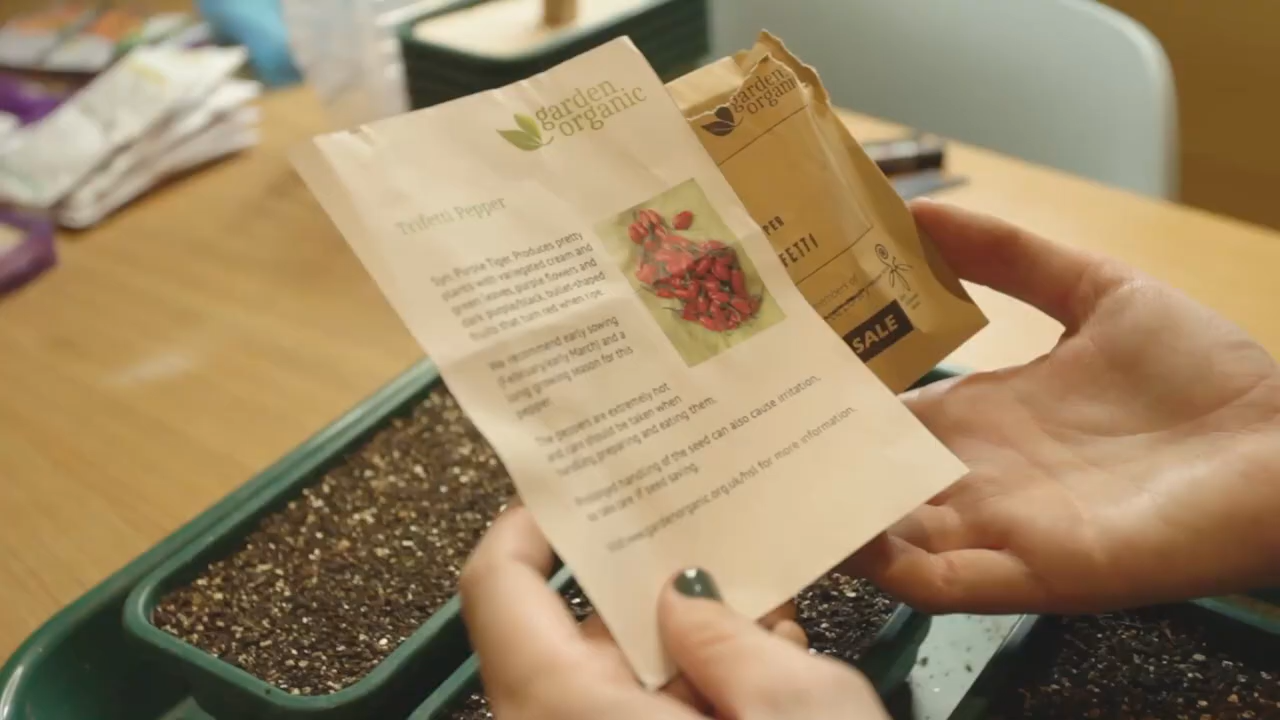 garden
organic
Trifetti Pepper
Syn. Purple Tiger. Produces pretty
plants with variegated cream and
green leaves, purple flowers and
dark purple/black, bullet-shaped
fruits that turn red when ripe.
We recommend early sowing
(February/early March) and a
long growing season for this
pepper.
The peppers are extremely hot
and care should be taken when
handling, preparing and eating them.
Prolonged handling of the seed can also cause irritation,
so take care if seed saving.
Visit www.gardenorganic.org.uk/hsl for more information.
garden
organic
PER
FETTI
SALE